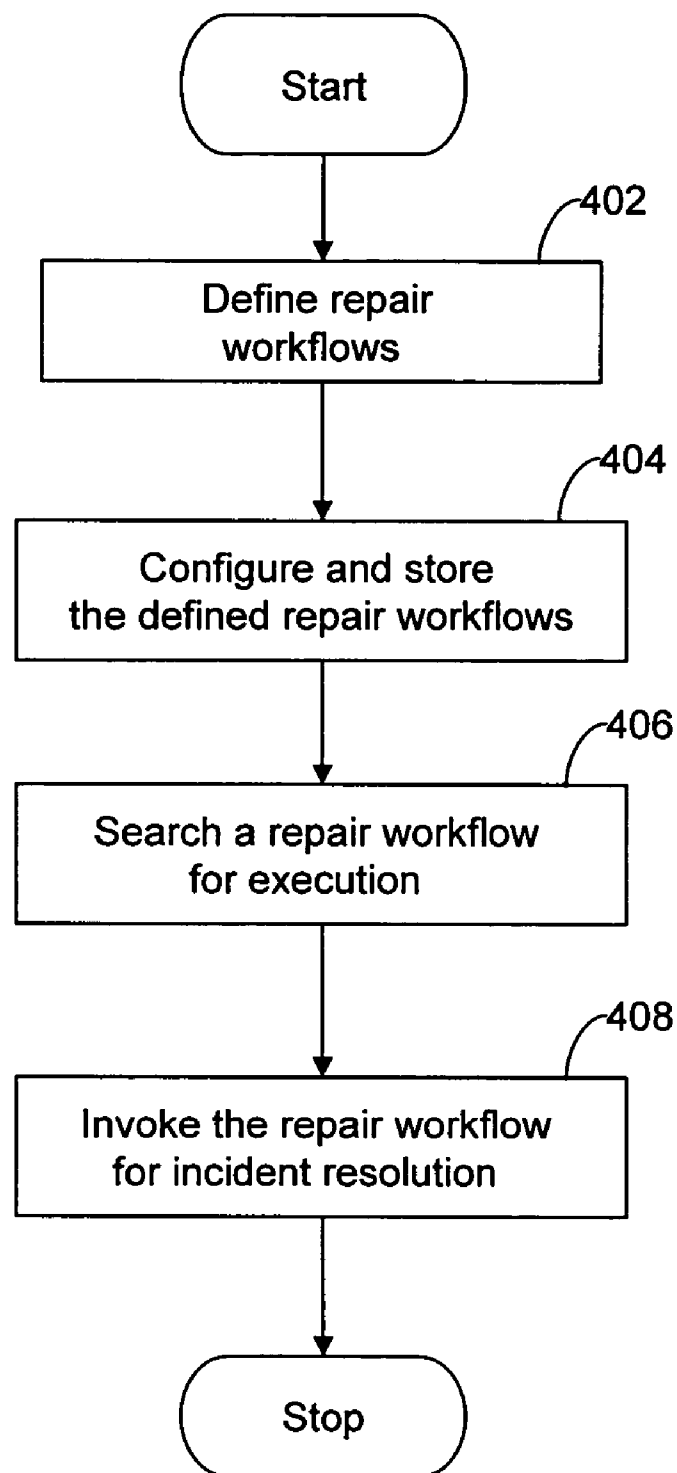 Start
402
Define repair
workflows
404
Configure and store
the defined repair workflows
406
Search a repair workflow
for execution
408
Invoke the repair workflow
for incident resolution
Stop